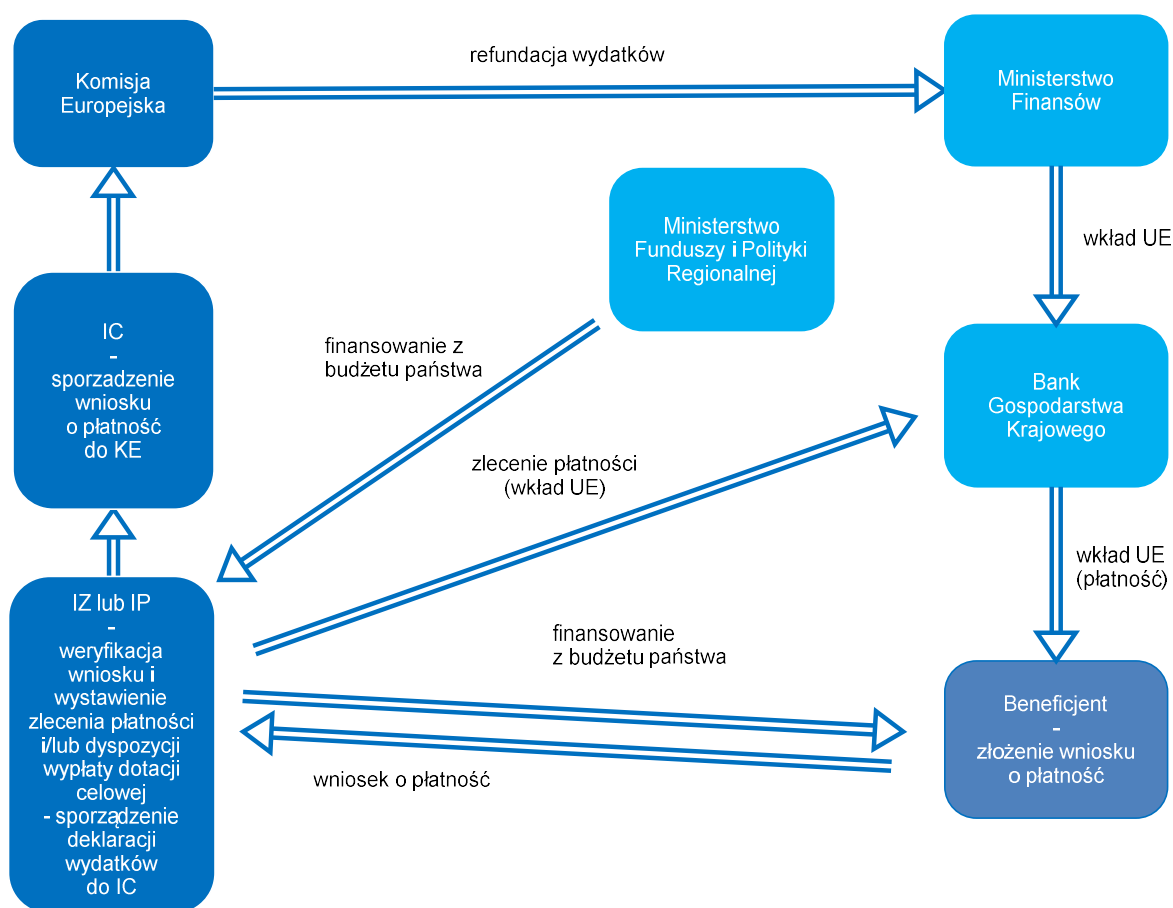 Komisja
Europejska
refundacja wydatków
Ministerstwo
Finansów
Ministerstwo
Funduszy i Polityki
Regionalnej
wkład UE
IC
-
sporzadzenie
wniosku
o płatność
do KE
finansowanie z
budżetu państwa
Bank
Gospodarstwa
Krajowego
zlecenie płatności
(wkład UE)
wkład UE
(płatność)
IZ lub IP
-
weryfikacja
wniosku i
wystawienie
zlecenia płatności
i/lub dyspozycji
wypłaty dotacji
celowej
- sporządzenie
deklaracji
wydatków
do IC
finansowanie
z budżetu państwa
Beneficjent
-
złożenie wniosku
o płatność
wniosek o płatność